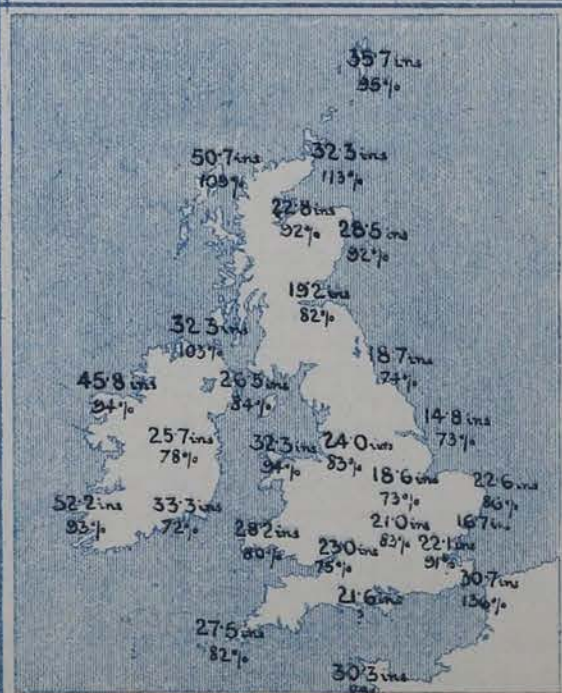 35.7 ins
95%
50.7 ins
109%
32.3 ins
113%
22.8 ins
92%
28.5 ins
92%
19.2 ins
82%
32.3 ins
103%
18.7 ins
74%
45.8 ins
94%
26.5 ins
84%
14.8 ins
73%
25.7 ins
78%
32.3 ins
94%
24.0 ins
83%
18.6 ins
73%
22.6 ins
86%
52.2 ins
93%
33.3 ins
72%
28.2 ins
80%
21.0 ins
83%
16.7 ins
23.0 ins
75%
22.1 ins
91%
30.7 ins
136%
21.6 ins
27.5 ins
82%
30.3 ins